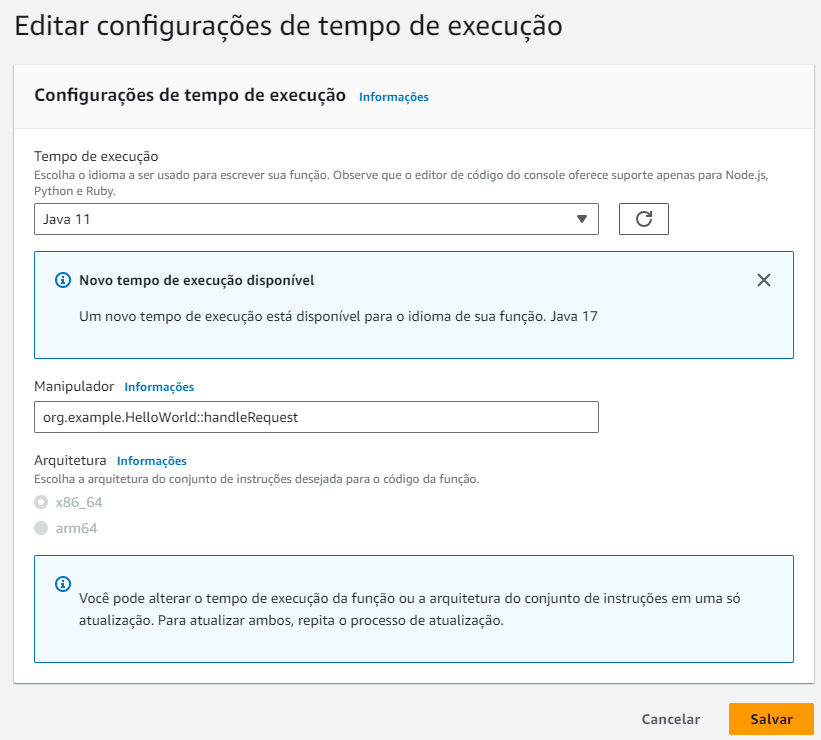 Editar configurações de tempo de execução
Configurações de tempo de execução Informações
Tempo de execução
Escolha o idioma a ser usado para escrever sua função. Observe que o editor de código do console oferece suporte apenas para Node.js,
Python e Ruby.
Java 11
Novo tempo de execução disponível
Um novo tempo de execução está disponível para o idioma de sua função. Java 17
Manipulador Informações
org.example.HelloWorld::handleRequest
Arquitetura Informações
Escolha a arquitetura do conjunto de instruções desejada para o código da função.
x86_64
arm64
Você pode alterar o tempo de execução da função ou a arquitetura do conjunto de instruções em uma só
atualização. Para atualizar ambos, repita o processo de atualização.
Cancelar Salvar